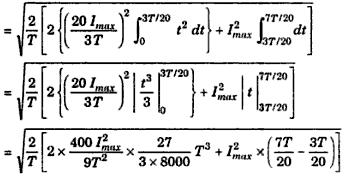 = √(2/T [2{(20 I_max / 3T)² ∫₀^{3T/20} t² dt} + I²_max ∫_{3T/20}^{7T/20} dt])
= √(2/T [2{(20 I_max / 3T)² |t³/3|₀^{3T/20}} + I²_max |t|_{3T/20}^{7T/20}])
= √(2/T [2 × 400 I²_max / 9T² × 27 / (3 × 8000) T³ + I²_max × (7T/20 − 3T/20)])